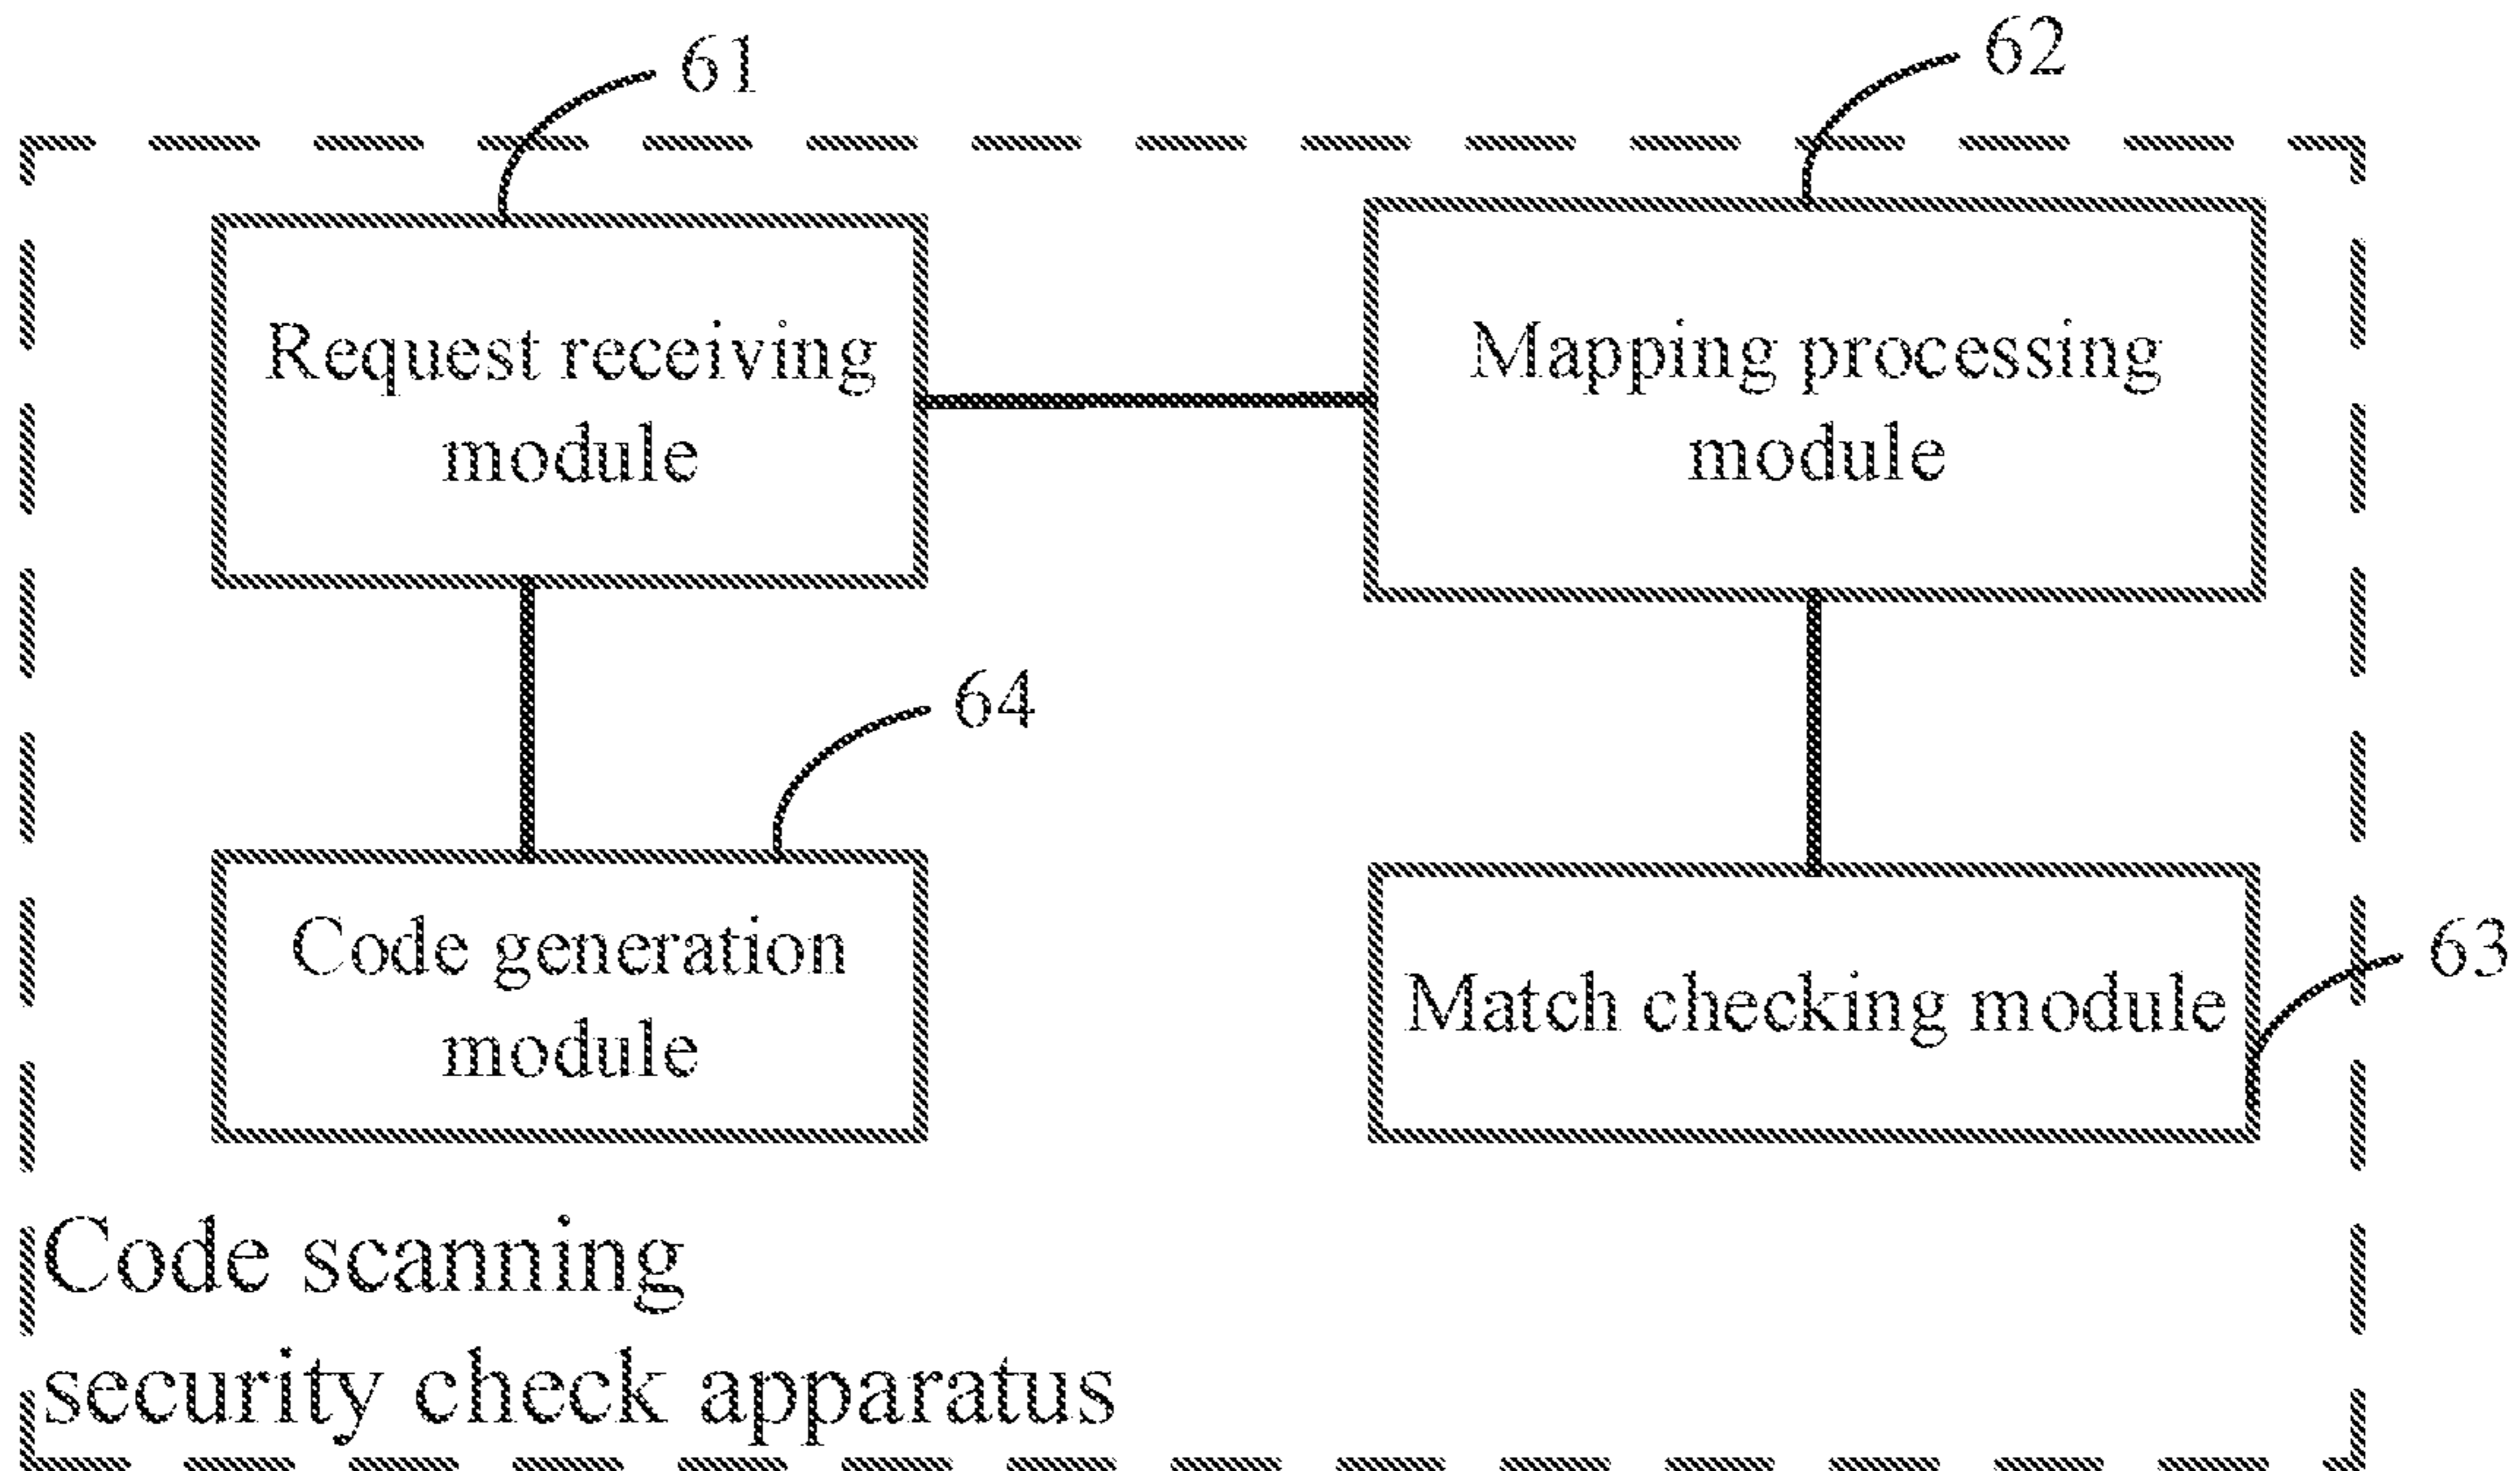 61
62
Request receiving
module
Mapping processing
module
64
Code generation
module
Match checking module
63
Code scanning
security check apparatus